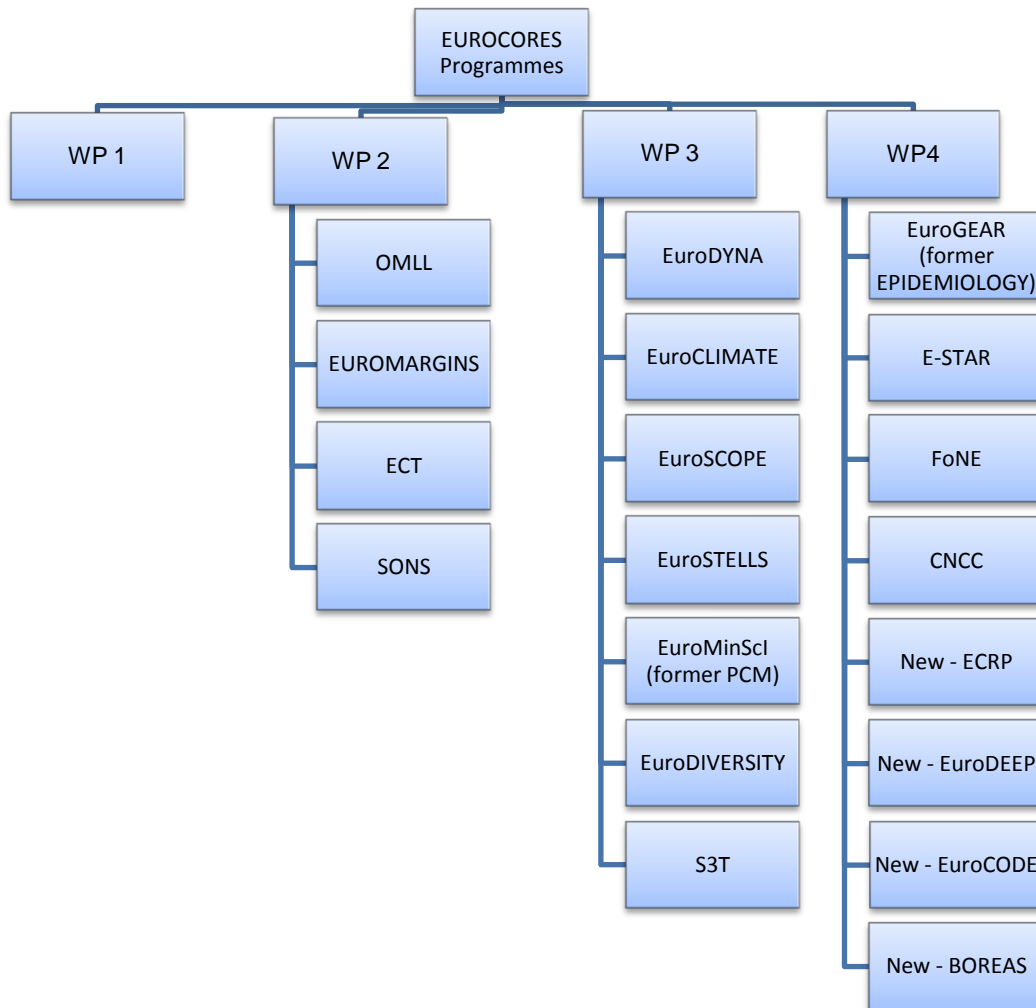 EUROCORES
Programmes
WP 1
WP 2
WP 3
WP4
OMLL
EUROMARGINS
ECT
SONS
EuroDYNA
EuroCLIMATE
EuroSCOPE
EuroSTELLS
EuroMinScI
(former PCM)
EuroDIVERSITY
S3T
EuroGEAR
(former
EPIDEMIOLOGY)
E-STAR
FoNE
CNCC
New - ECRP
New - EuroDEEP
New - EuroCODE
New - BOREAS